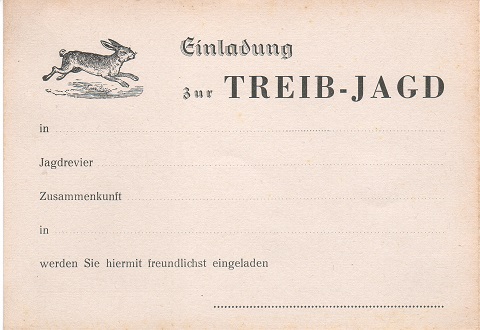 Einladung
zur TREIB-JAGD
in
Jagdrevier
Zusammenkunft
in
werden Sie hiermit freundlichst eingeladen